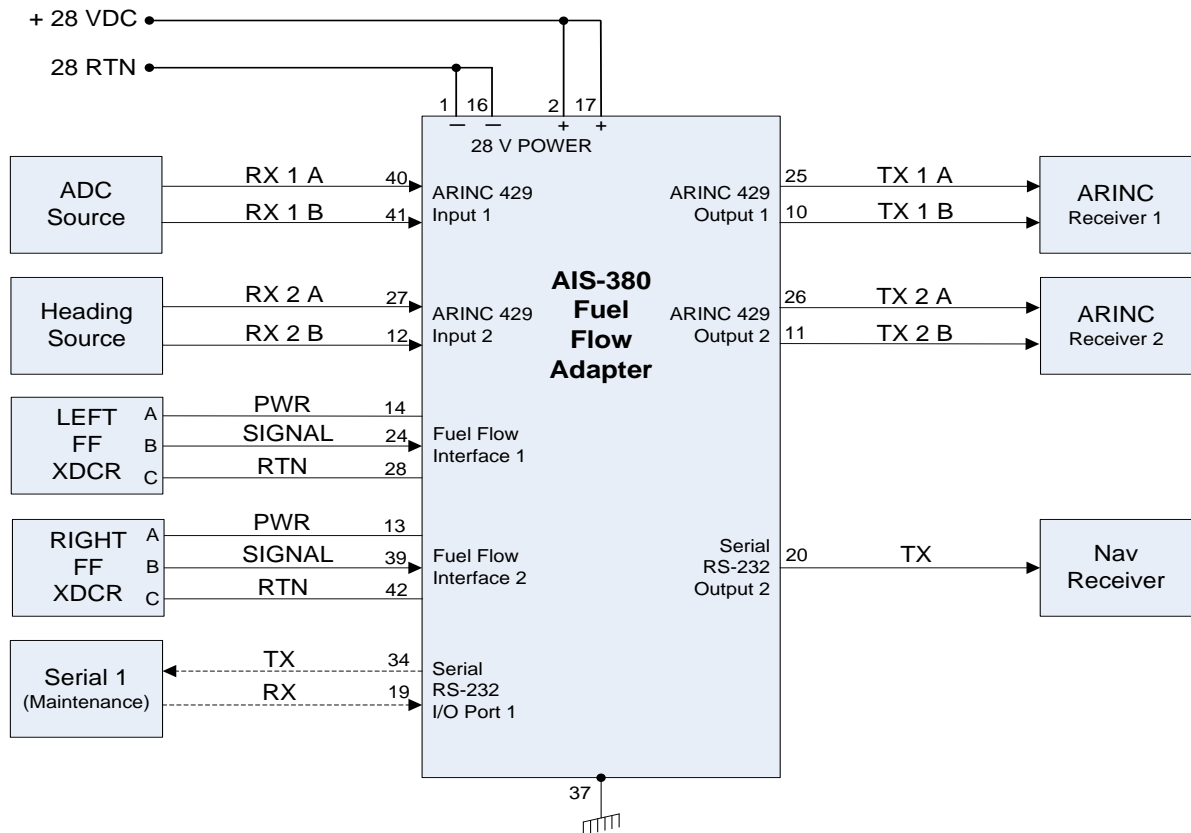 + 28 VDC
28 RTN
1 16 2 17
— — + +
28 V POWER
ADC
Source
RX 1 A 40
RX 1 B 41
ARINC 429
Input 1
ARINC 429
Output 1
25 TX 1 A
10 TX 1 B
ARINC
Receiver 1
Heading
Source
RX 2 A 27
RX 2 B 12
ARINC 429
Input 2
AIS-380
Fuel
Flow
Adapter
ARINC 429
Output 2
26 TX 2 A
11 TX 2 B
ARINC
Receiver 2
LEFT
FF
XDCR
A PWR 14
B SIGNAL 24
C RTN 28
Fuel Flow
Interface 1
RIGHT
FF
XDCR
A PWR 13
B SIGNAL 39
C RTN 42
Fuel Flow
Interface 2
Serial
RS-232
Output 2
20 TX
Nav
Receiver
Serial 1
(Maintenance)
TX 34
RX 19
Serial
RS-232
I/O Port 1
37